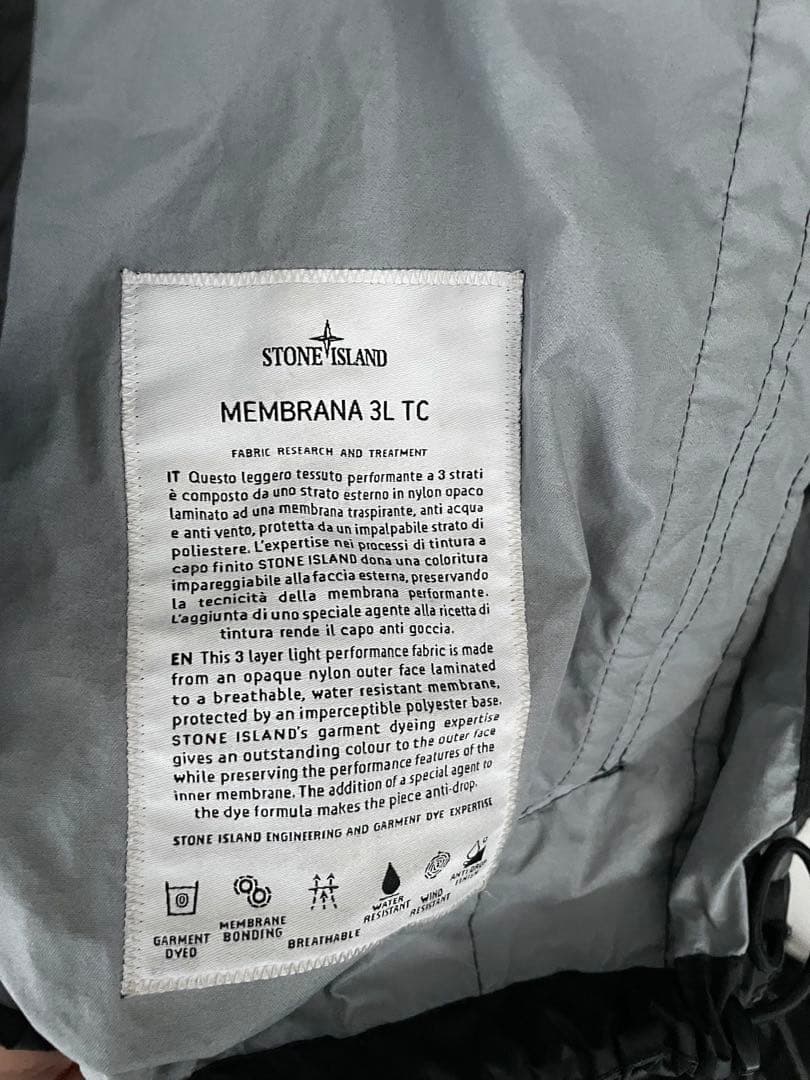 STONE ISLAND
MEMBRANA 3L TC
FABRIC RESEARCH AND TREATMENT
IT Questo leggero tessuto performante a 3 strati
è composto da uno strato esterno in nylon opaco
laminato ad una membrana traspirante, anti acqua
e anti vento, protetta da un impalpabile strato di
poliestere. L'expertise nei processi di tintura a
capo finito STONE ISLAND dona una coloritura
impareggiabile alla faccia esterna, preservando
la tecnicità della membrana performante.
L'aggiunta di uno speciale agente alla ricetta di
tintura rende il capo anti goccia.
EN This 3 layer light performance fabric is made
from an opaque nylon outer face laminated
to a breathable, water resistant membrane,
protected by an imperceptible polyester base.
STONE ISLAND's garment dyeing expertise
gives an outstanding colour to the outer face
while preserving the performance features of the
inner membrane. The addition of a special agent to
the dye formula makes the piece anti-drop.
STONE ISLAND ENGINEERING AND GARMENT DYE EXPERTISE
GARMENT
DYED
MEMBRANE
BONDING
BREATHABLE
WATER
RESISTANT
WIND
RESISTANT
ANTI DROP
FINISH